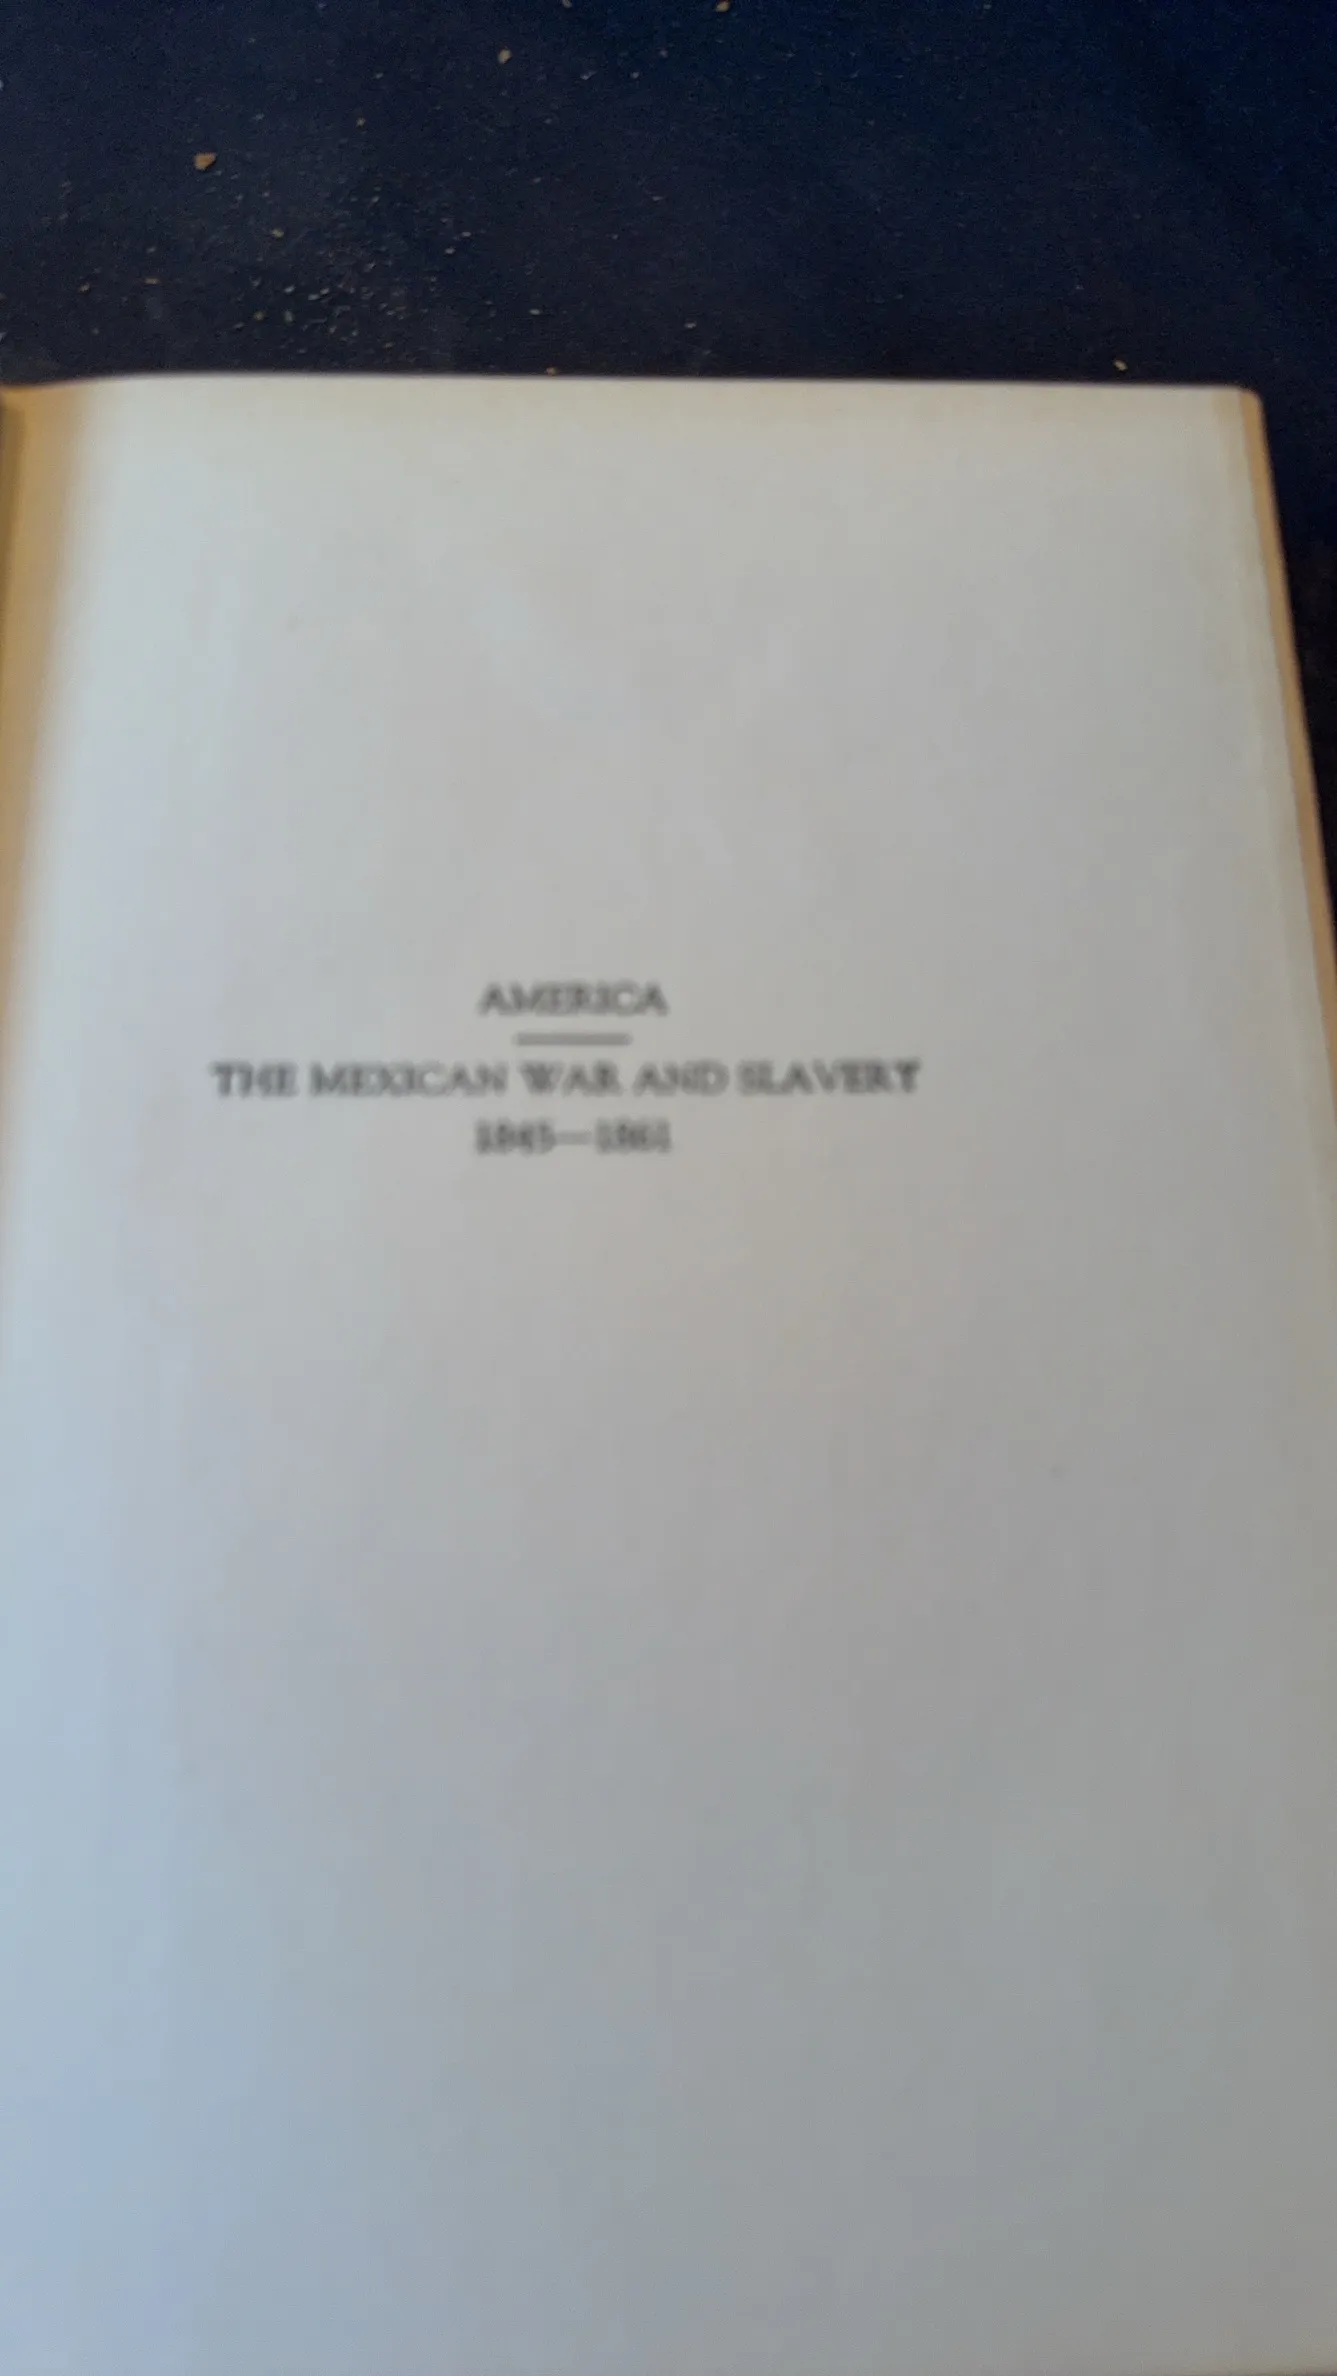 AMERICA
THE MEXICAN WAR AND SLAVERY
1845—1861